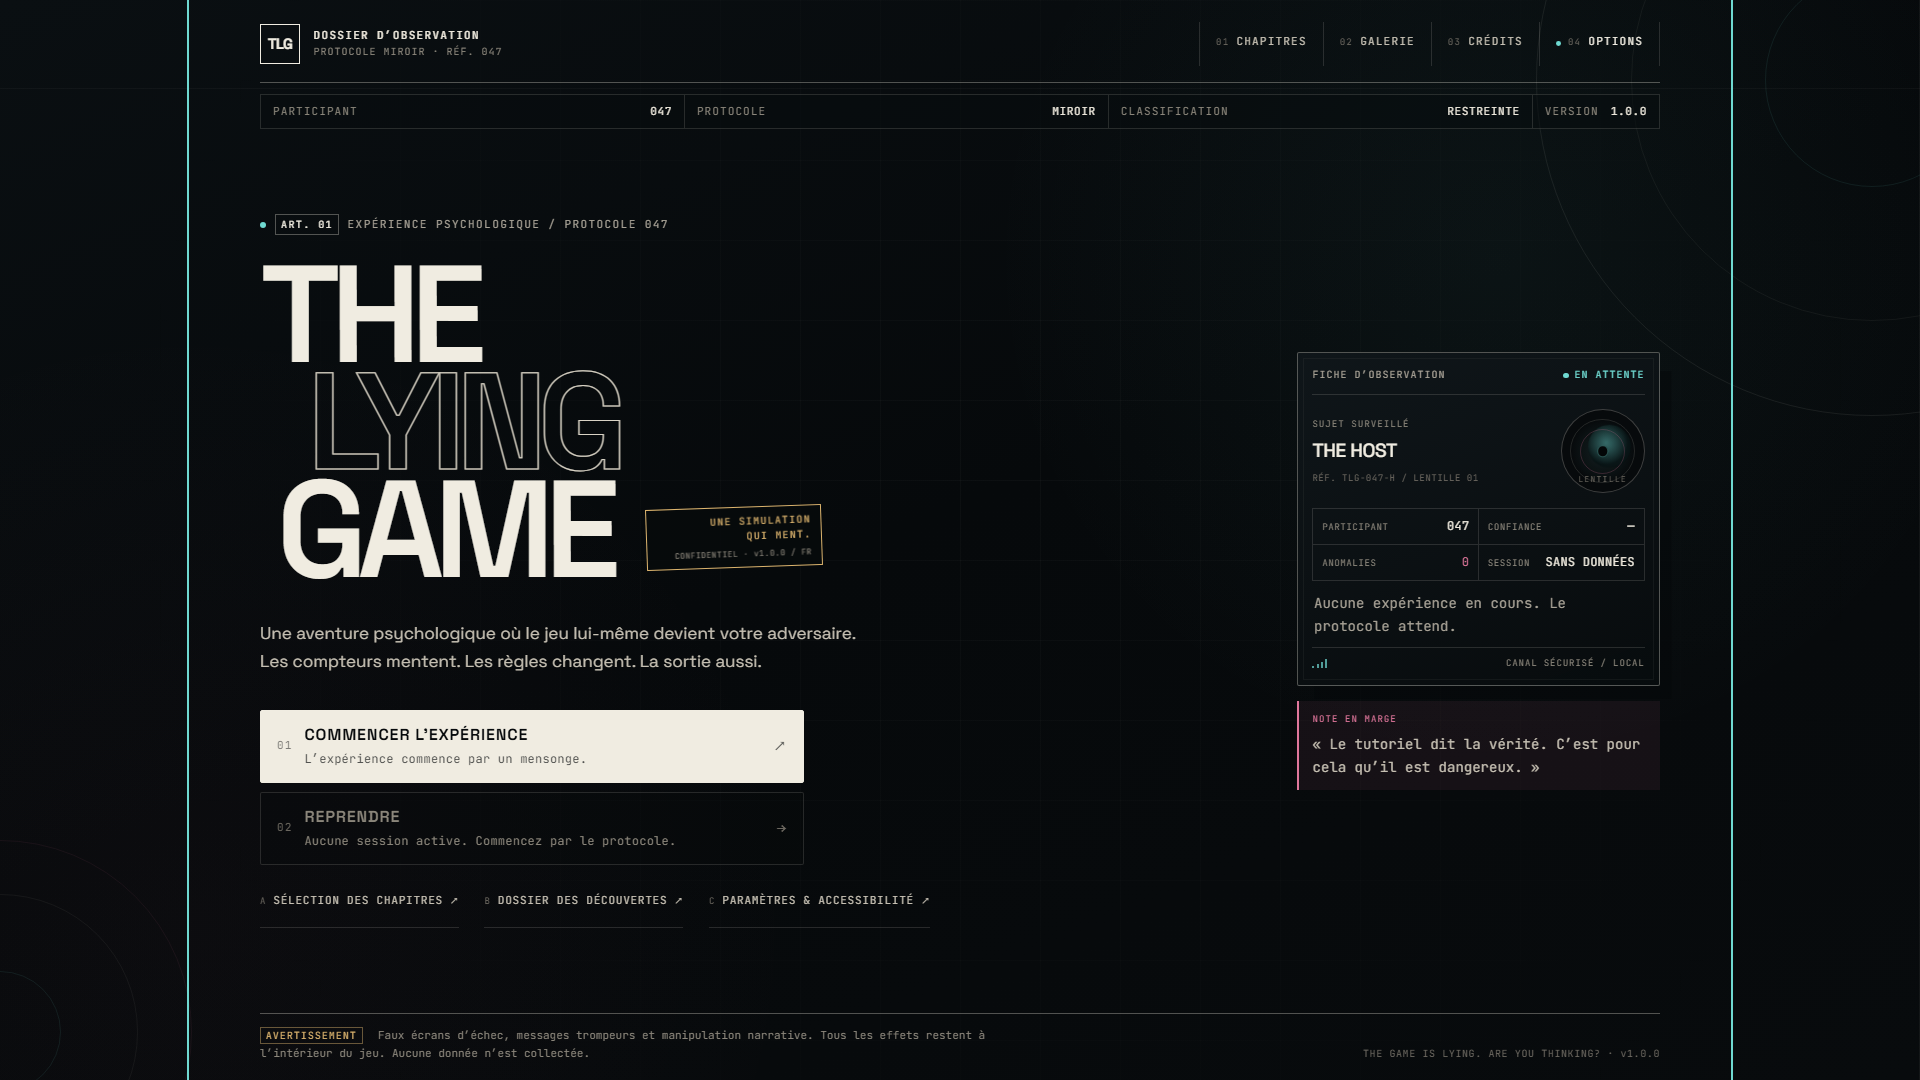 TLG
DOSSIER D’OBSERVATION
PROTOCOLE MIROIR · RÉF. 047
01 CHAPITRES
02 GALERIE
03 CRÉDITS
04 OPTIONS
PARTICIPANT 047
PROTOCOLE MIROIR
CLASSIFICATION RESTREINTE
VERSION 1.0.0
ART. 01 EXPÉRIENCE PSYCHOLOGIQUE / PROTOCOLE 047
THE
LYING
GAME
UNE SIMULATION
QUI MENT.
CONFIDENTIEL · v1.0.0 / FR
Une aventure psychologique où le jeu lui-même devient votre adversaire.
Les compteurs mentent. Les règles changent. La sortie aussi.
01 COMMENCER L’EXPÉRIENCE ↗
L’expérience commence par un mensonge.
02 REPRENDRE →
Aucune session active. Commencez par le protocole.
A SÉLECTION DES CHAPITRES ↗
B DOSSIER DES DÉCOUVERTES ↗
C PARAMÈTRES & ACCESSIBILITÉ ↗
FICHE D’OBSERVATION
EN ATTENTE
SUJET SURVEILLÉ
THE HOST
RÉF. TLG-047-H / LENTILLE 01
LENTILLE
PARTICIPANT 047
CONFIANCE —
ANOMALIES 0
SESSION SANS DONNÉES
Aucune expérience en cours. Le
protocole attend.
CANAL SÉCURISÉ / LOCAL
NOTE EN MARGE
« Le tutoriel dit la vérité. C’est pour
cela qu’il est dangereux. »
AVERTISSEMENT Faux écrans d’échec, messages trompeurs et manipulation narrative. Tous les effets restent à
l’intérieur du jeu. Aucune donnée n’est collectée.
THE GAME IS LYING. ARE YOU THINKING? · v1.0.0